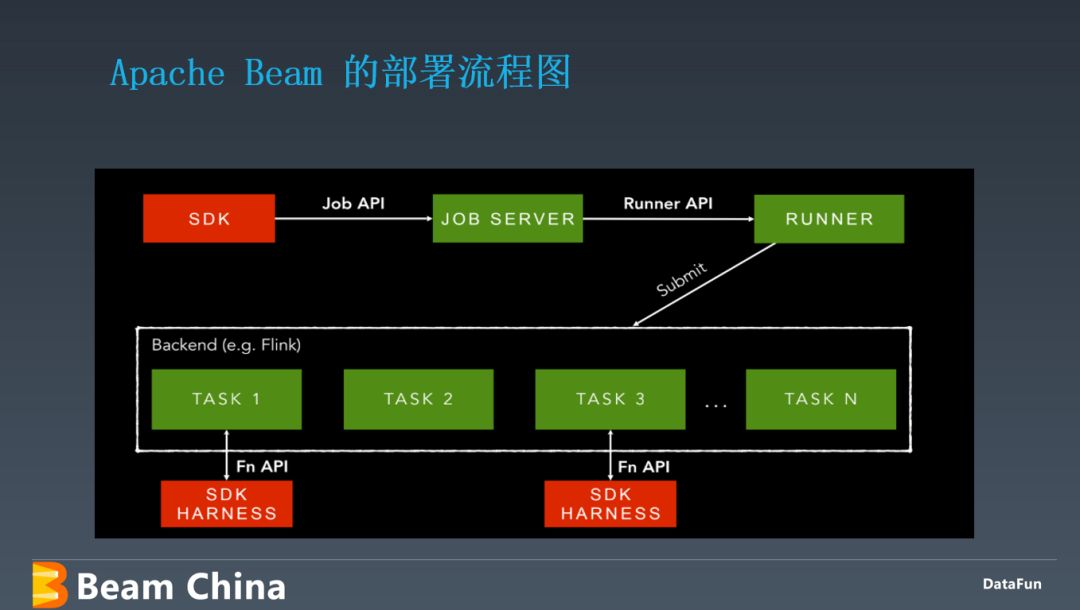 Apache Beam 的部署流程图
Job API
Runner API
SDK
JOB SERVER
RUNNER
Submit
Backend (e.g. Flink)
TASK 1
TASK 2
TASK 3
...
TASK N
Fn API
Fn API
SDK
HARNESS
SDK
HARNESS
Beam China
DataFun